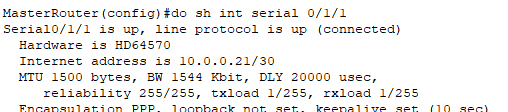 MasterRouter(config)#do sh int serial 0/1/1
Serial0/1/1 is up, line protocol is up (connected)
Hardware is HD64570
Internet address is 10.0.0.21/30
MTU 1500 bytes, BW 1544 Kbit, DLY 20000 usec,
reliability 255/255, txload 1/255, rxload 1/255
Encapsulation PPP, loopback not set, keepalive set (10 sec)